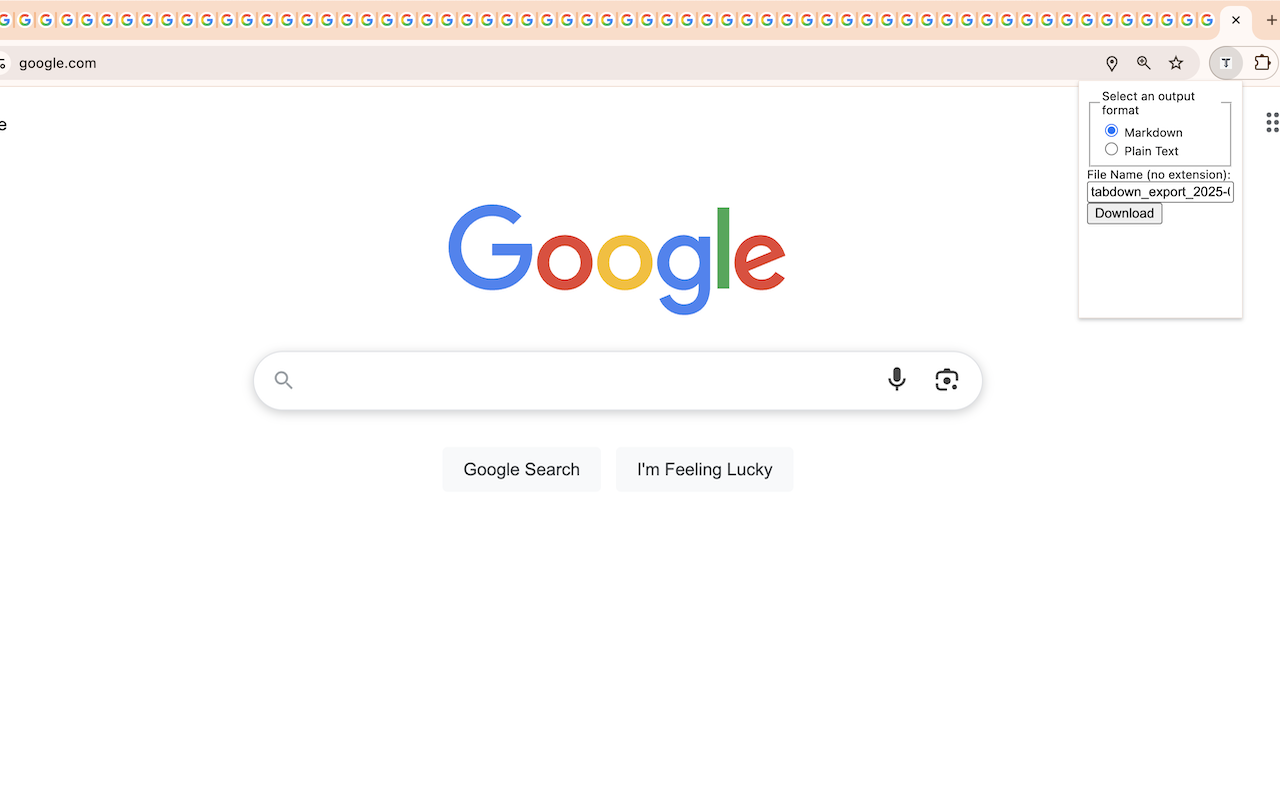 google.com
Select an output
format
Markdown
Plain Text
File Name (no extension):
tabdown_export_2025-
Download
Google
Google Search
I'm Feeling Lucky